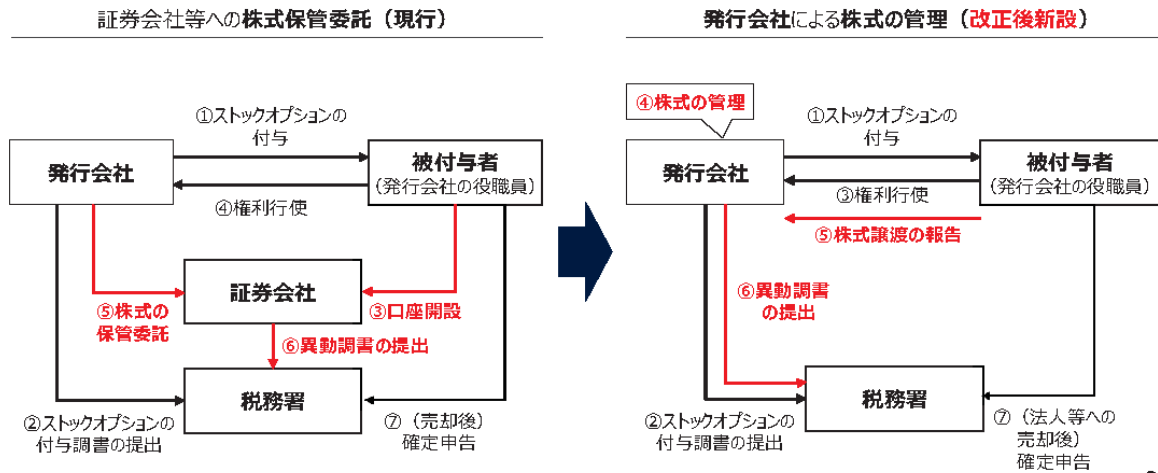 証券会社等への株式保管委託（現行）
①ストックオプションの
付与
発行会社
被付与者
（発行会社の役職員）
④権利行使
証券会社
⑤株式の
保管委託
③口座開設
⑥異動調書の提出
税務署
②ストックオプションの
付与調書の提出
⑦（売却後）
確定申告
発行会社による株式の管理（改正後新設）
④株式の管理
①ストックオプションの
付与
発行会社
被付与者
（発行会社の役職員）
③権利行使
⑤株式譲渡の報告
⑥異動調書
の提出
税務署
②ストックオプションの
付与調書の提出
⑦（法人等への
売却後）
確定申告